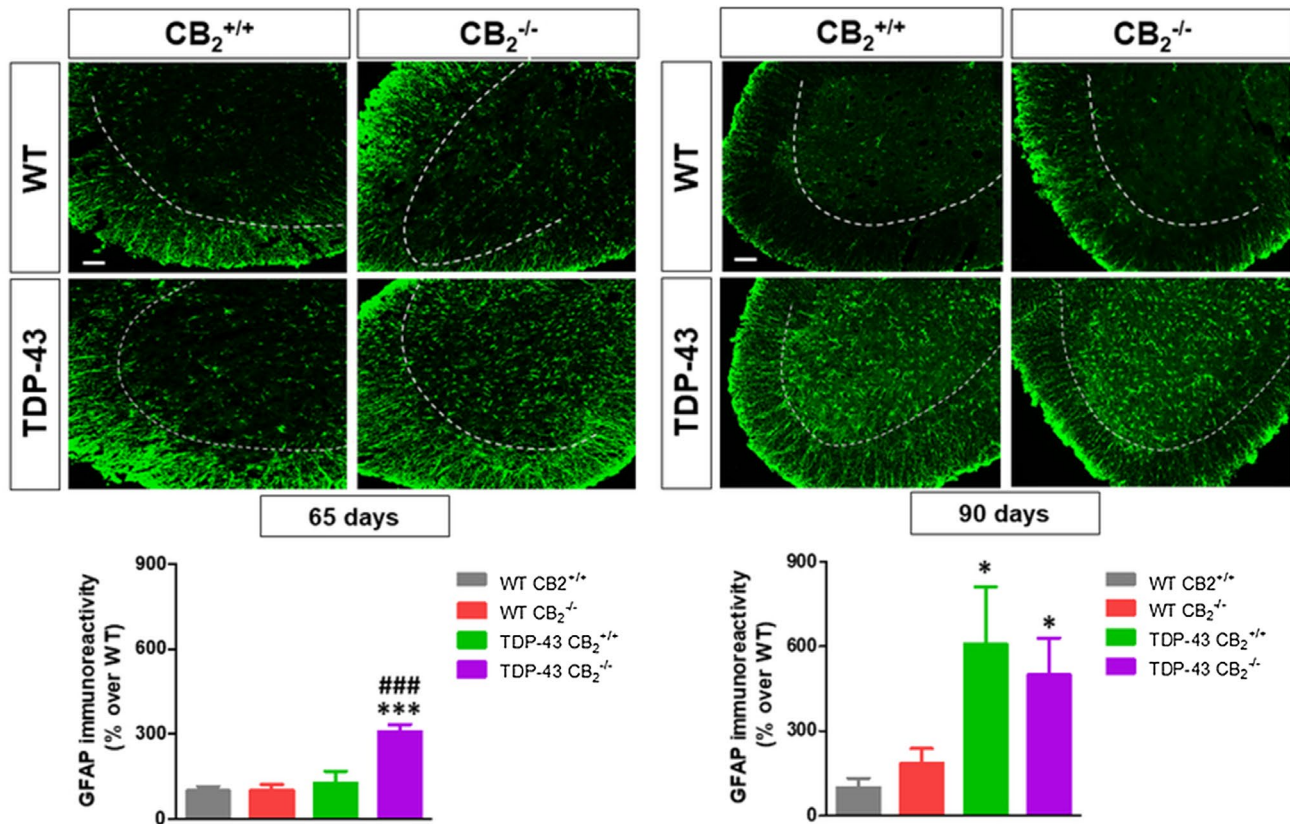 CB₂⁺/⁺
CB₂⁻/⁻
WT
TDP-43
65 days
GFAP immunoreactivity
(% over WT)
900
600
300
0
###
***
WT CB2⁺/⁺
WT CB₂⁻/⁻
TDP-43 CB₂⁺/⁺
TDP-43 CB₂⁻/⁻
CB₂⁺/⁺
CB₂⁻/⁻
WT
TDP-43
90 days
GFAP immunoreactivity
(% over WT)
900
600
300
0
*
*
WT CB2⁺/⁺
WT CB₂⁻/⁻
TDP-43 CB₂⁺/⁺
TDP-43 CB₂⁻/⁻